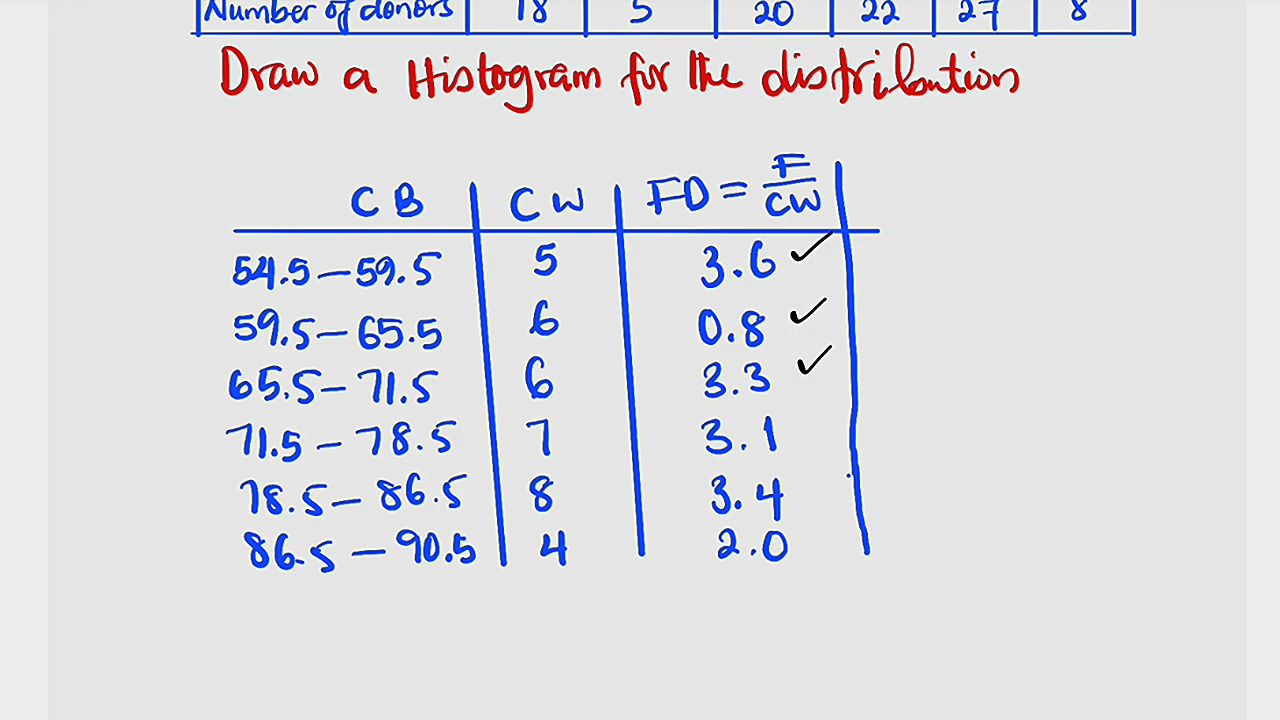 Number of donors 18 5 20 22 27 8
Draw a Histogram for the distribution
CB CW FD = F/CW
54.5 – 59.5 5 3.6 ✓
59.5 – 65.5 6 0.8 ✓
65.5 – 71.5 6 3.3 ✓
71.5 – 78.5 7 3.1
78.5 – 86.5 8 3.4
86.5 – 90.5 4 2.0